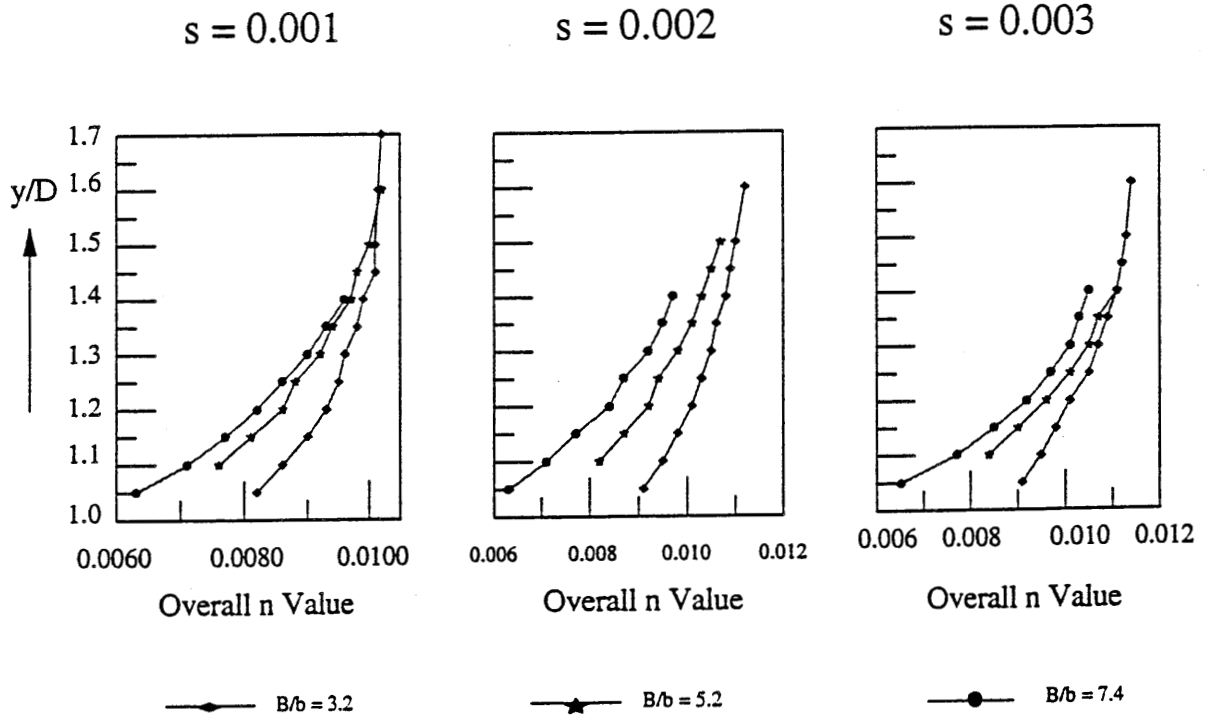 s = 0.001
s = 0.002
s = 0.003
y/D
1.7
1.6
1.5
1.4
1.3
1.2
1.1
1.0
0.0060 0.0080 0.0100
0.006 0.008 0.010 0.012
0.006 0.008 0.010 0.012
Overall n Value
Overall n Value
Overall n Value
B/b = 3.2
B/b = 5.2
B/b = 7.4